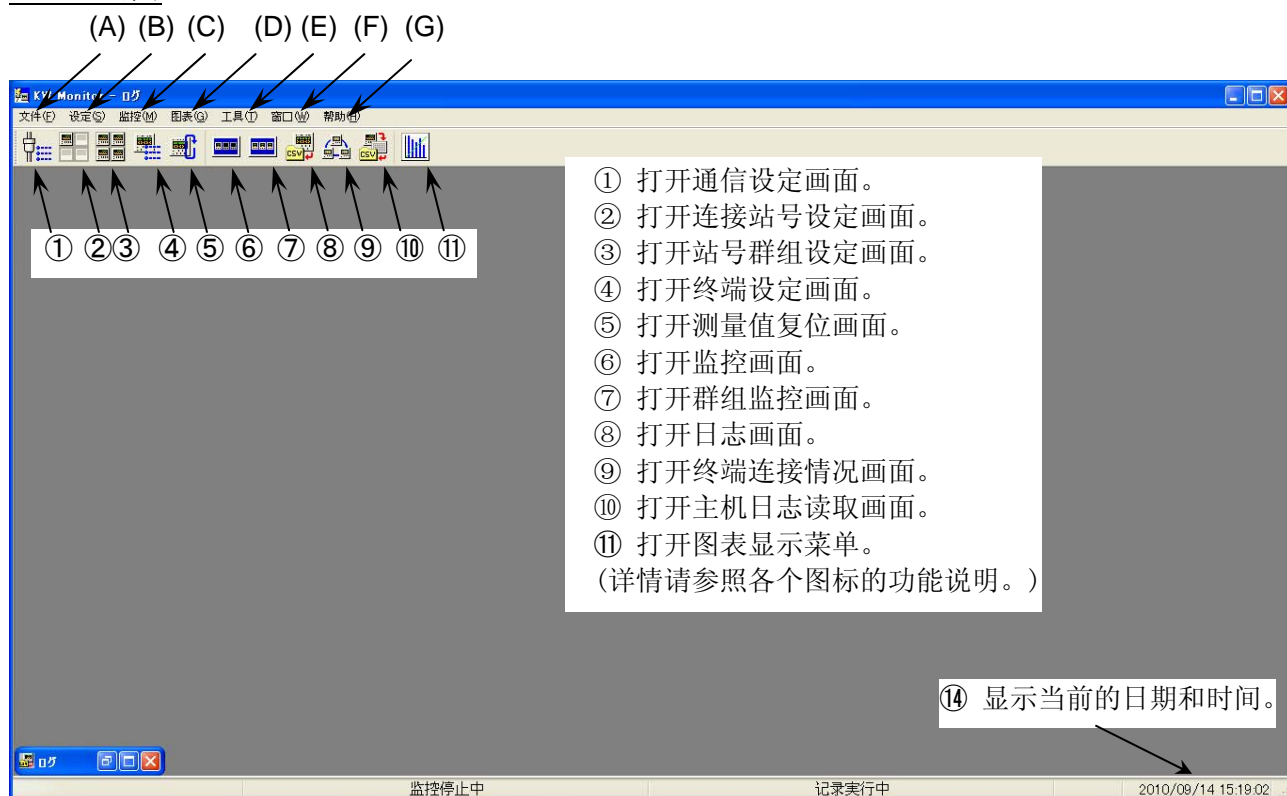 (A) (B) (C) (D) (E) (F) (G)
KW Monitor - ログ
文件(F) 设定(S) 监控(M) 图表(G) 工具(T) 窗口(W) 帮助(H)
CSV CSV
① ② ③ ④ ⑤ ⑥ ⑦ ⑧ ⑨ ⑩ ⑪
① 打开通信设定画面。
② 打开连接站号设定画面。
③ 打开站号群组设定画面。
④ 打开终端设定画面。
⑤ 打开测量值复位画面。
⑥ 打开监控画面。
⑦ 打开群组监控画面。
⑧ 打开日志画面。
⑨ 打开终端连接情况画面。
⑩ 打开主机日志读取画面。
⑪ 打开图表显示菜单。
(详情请参照各个图标的功能说明。)
⑭ 显示当前的日期和时间。
ログ
监控停止中 记录实行中 2010/09/14 15:19:02